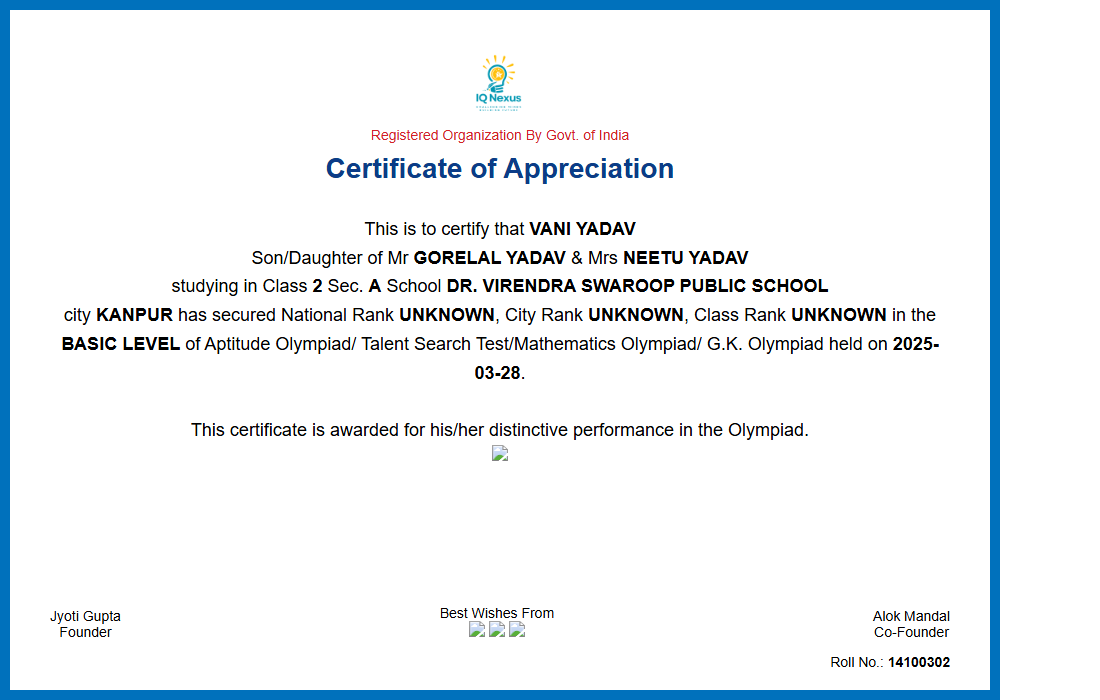 IQ Nexus
Registered Organization By Govt. of India
Certificate of Appreciation
This is to certify that VANI YADAV
Son/Daughter of Mr GORELAL YADAV & Mrs NEETU YADAV
studying in Class 2 Sec. A School DR. VIRENDRA SWAROOP PUBLIC SCHOOL
city KANPUR has secured National Rank UNKNOWN, City Rank UNKNOWN, Class Rank UNKNOWN in the
BASIC LEVEL of Aptitude Olympiad/ Talent Search Test/Mathematics Olympiad/ G.K. Olympiad held on 2025-
03-28.
This certificate is awarded for his/her distinctive performance in the Olympiad.
Jyoti Gupta
Founder
Best Wishes From
Alok Mandal
Co-Founder
Roll No.: 14100302